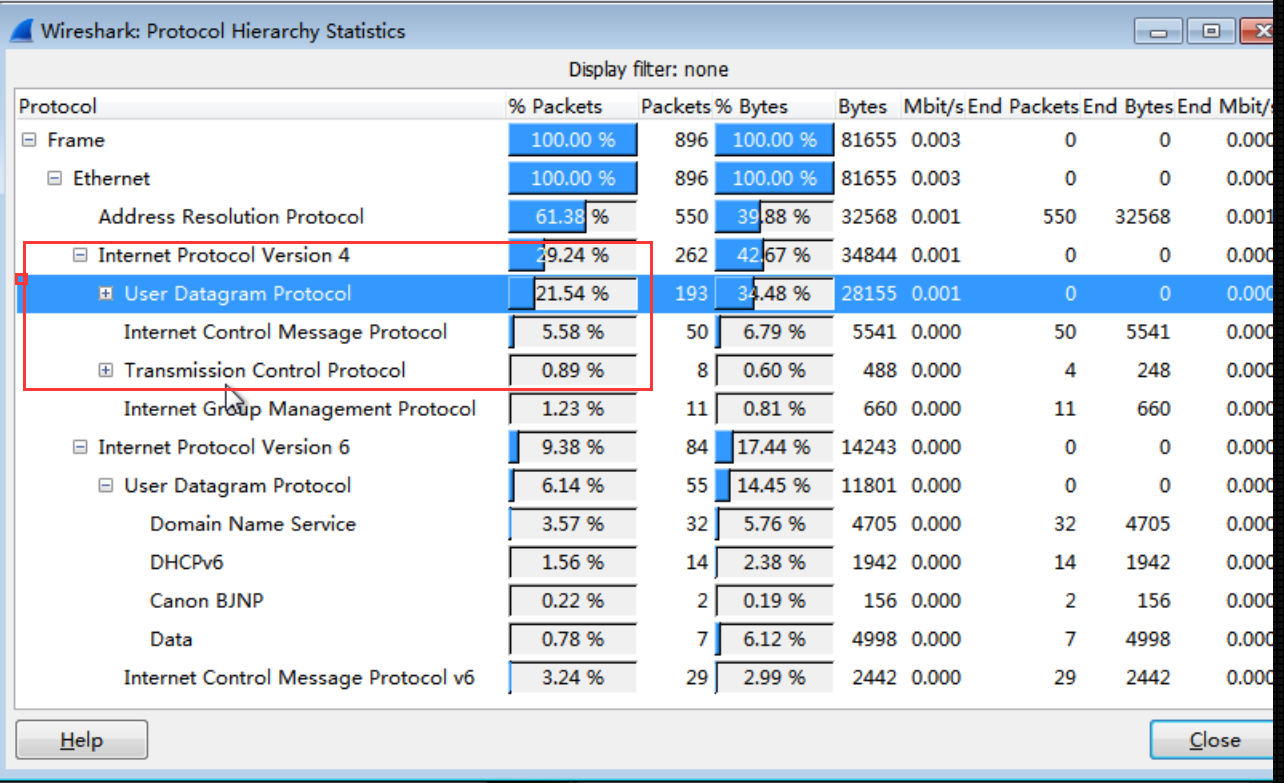 Wireshark: Protocol Hierarchy Statistics
Display filter: none
Protocol % Packets Packets % Bytes Bytes Mbit/s End Packets End Bytes End Mbit/s
Frame 100.00 % 896 100.00 % 81655 0.003 0 0 0.000
Ethernet 100.00 % 896 100.00 % 81655 0.003 0 0 0.000
Address Resolution Protocol 61.38 % 550 39.88 % 32568 0.001 550 32568 0.001
Internet Protocol Version 4 29.24 % 262 42.67 % 34844 0.001 0 0 0.000
User Datagram Protocol 21.54 % 193 34.48 % 28155 0.001 0 0 0.000
Internet Control Message Protocol 5.58 % 50 6.79 % 5541 0.000 50 5541 0.000
Transmission Control Protocol 0.89 % 8 0.60 % 488 0.000 4 248 0.000
Internet Group Management Protocol 1.23 % 11 0.81 % 660 0.000 11 660 0.000
Internet Protocol Version 6 9.38 % 84 17.44 % 14243 0.000 0 0 0.000
User Datagram Protocol 6.14 % 55 14.45 % 11801 0.000 0 0 0.000
Domain Name Service 3.57 % 32 5.76 % 4705 0.000 32 4705 0.000
DHCPv6 1.56 % 14 2.38 % 1942 0.000 14 1942 0.000
Canon BJNP 0.22 % 2 0.19 % 156 0.000 2 156 0.000
Data 0.78 % 7 6.12 % 4998 0.000 7 4998 0.000
Internet Control Message Protocol v6 3.24 % 29 2.99 % 2442 0.000 29 2442 0.000
Help Close